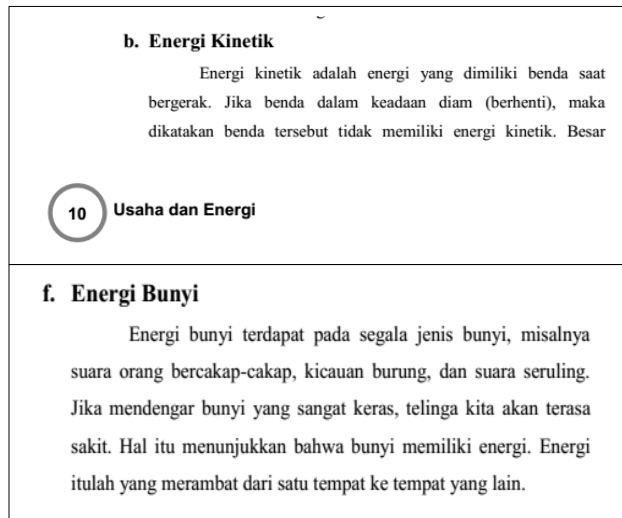 b. Energi Kinetik
Energi kinetik adalah energi yang dimiliki benda saat
bergerak. Jika benda dalam keadaan diam (berhenti), maka
dikatakan benda tersebut tidak memiliki energi kinetik. Besar
10 Usaha dan Energi
f. Energi Bunyi
Energi bunyi terdapat pada segala jenis bunyi, misalnya
suara orang bercakap-cakap, kicauan burung, dan suara seruling.
Jika mendengar bunyi yang sangat keras, telinga kita akan terasa
sakit. Hal itu menunjukkan bahwa bunyi memiliki energi. Energi
itulah yang merambat dari satu tempat ke tempat yang lain.